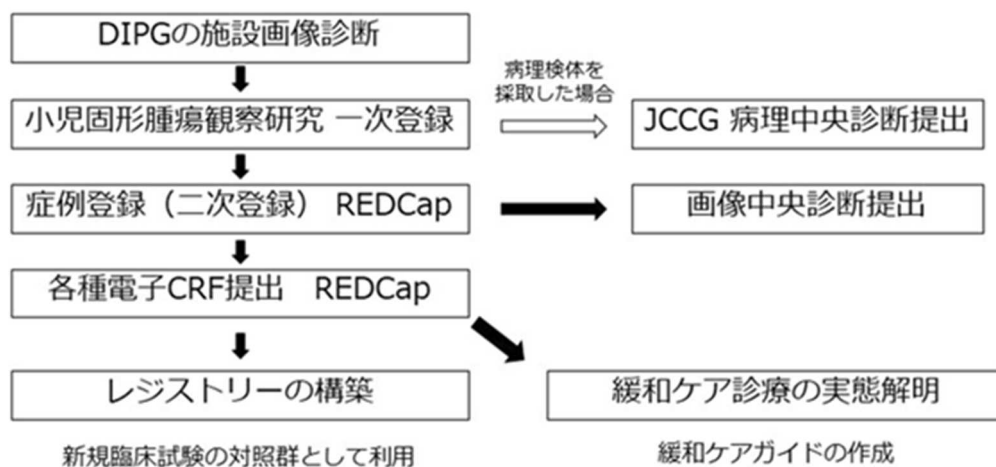 DIPGの施設画像診断
病理検体を
採取した場合
小児固形腫瘍観察研究 一次登録
JCCG 病理中央診断提出
症例登録（二次登録） REDCap
画像中央診断提出
各種電子CRF提出　REDCap
レジストリーの構築
緩和ケア診療の実態解明
新規臨床試験の対照群として利用
緩和ケアガイドの作成